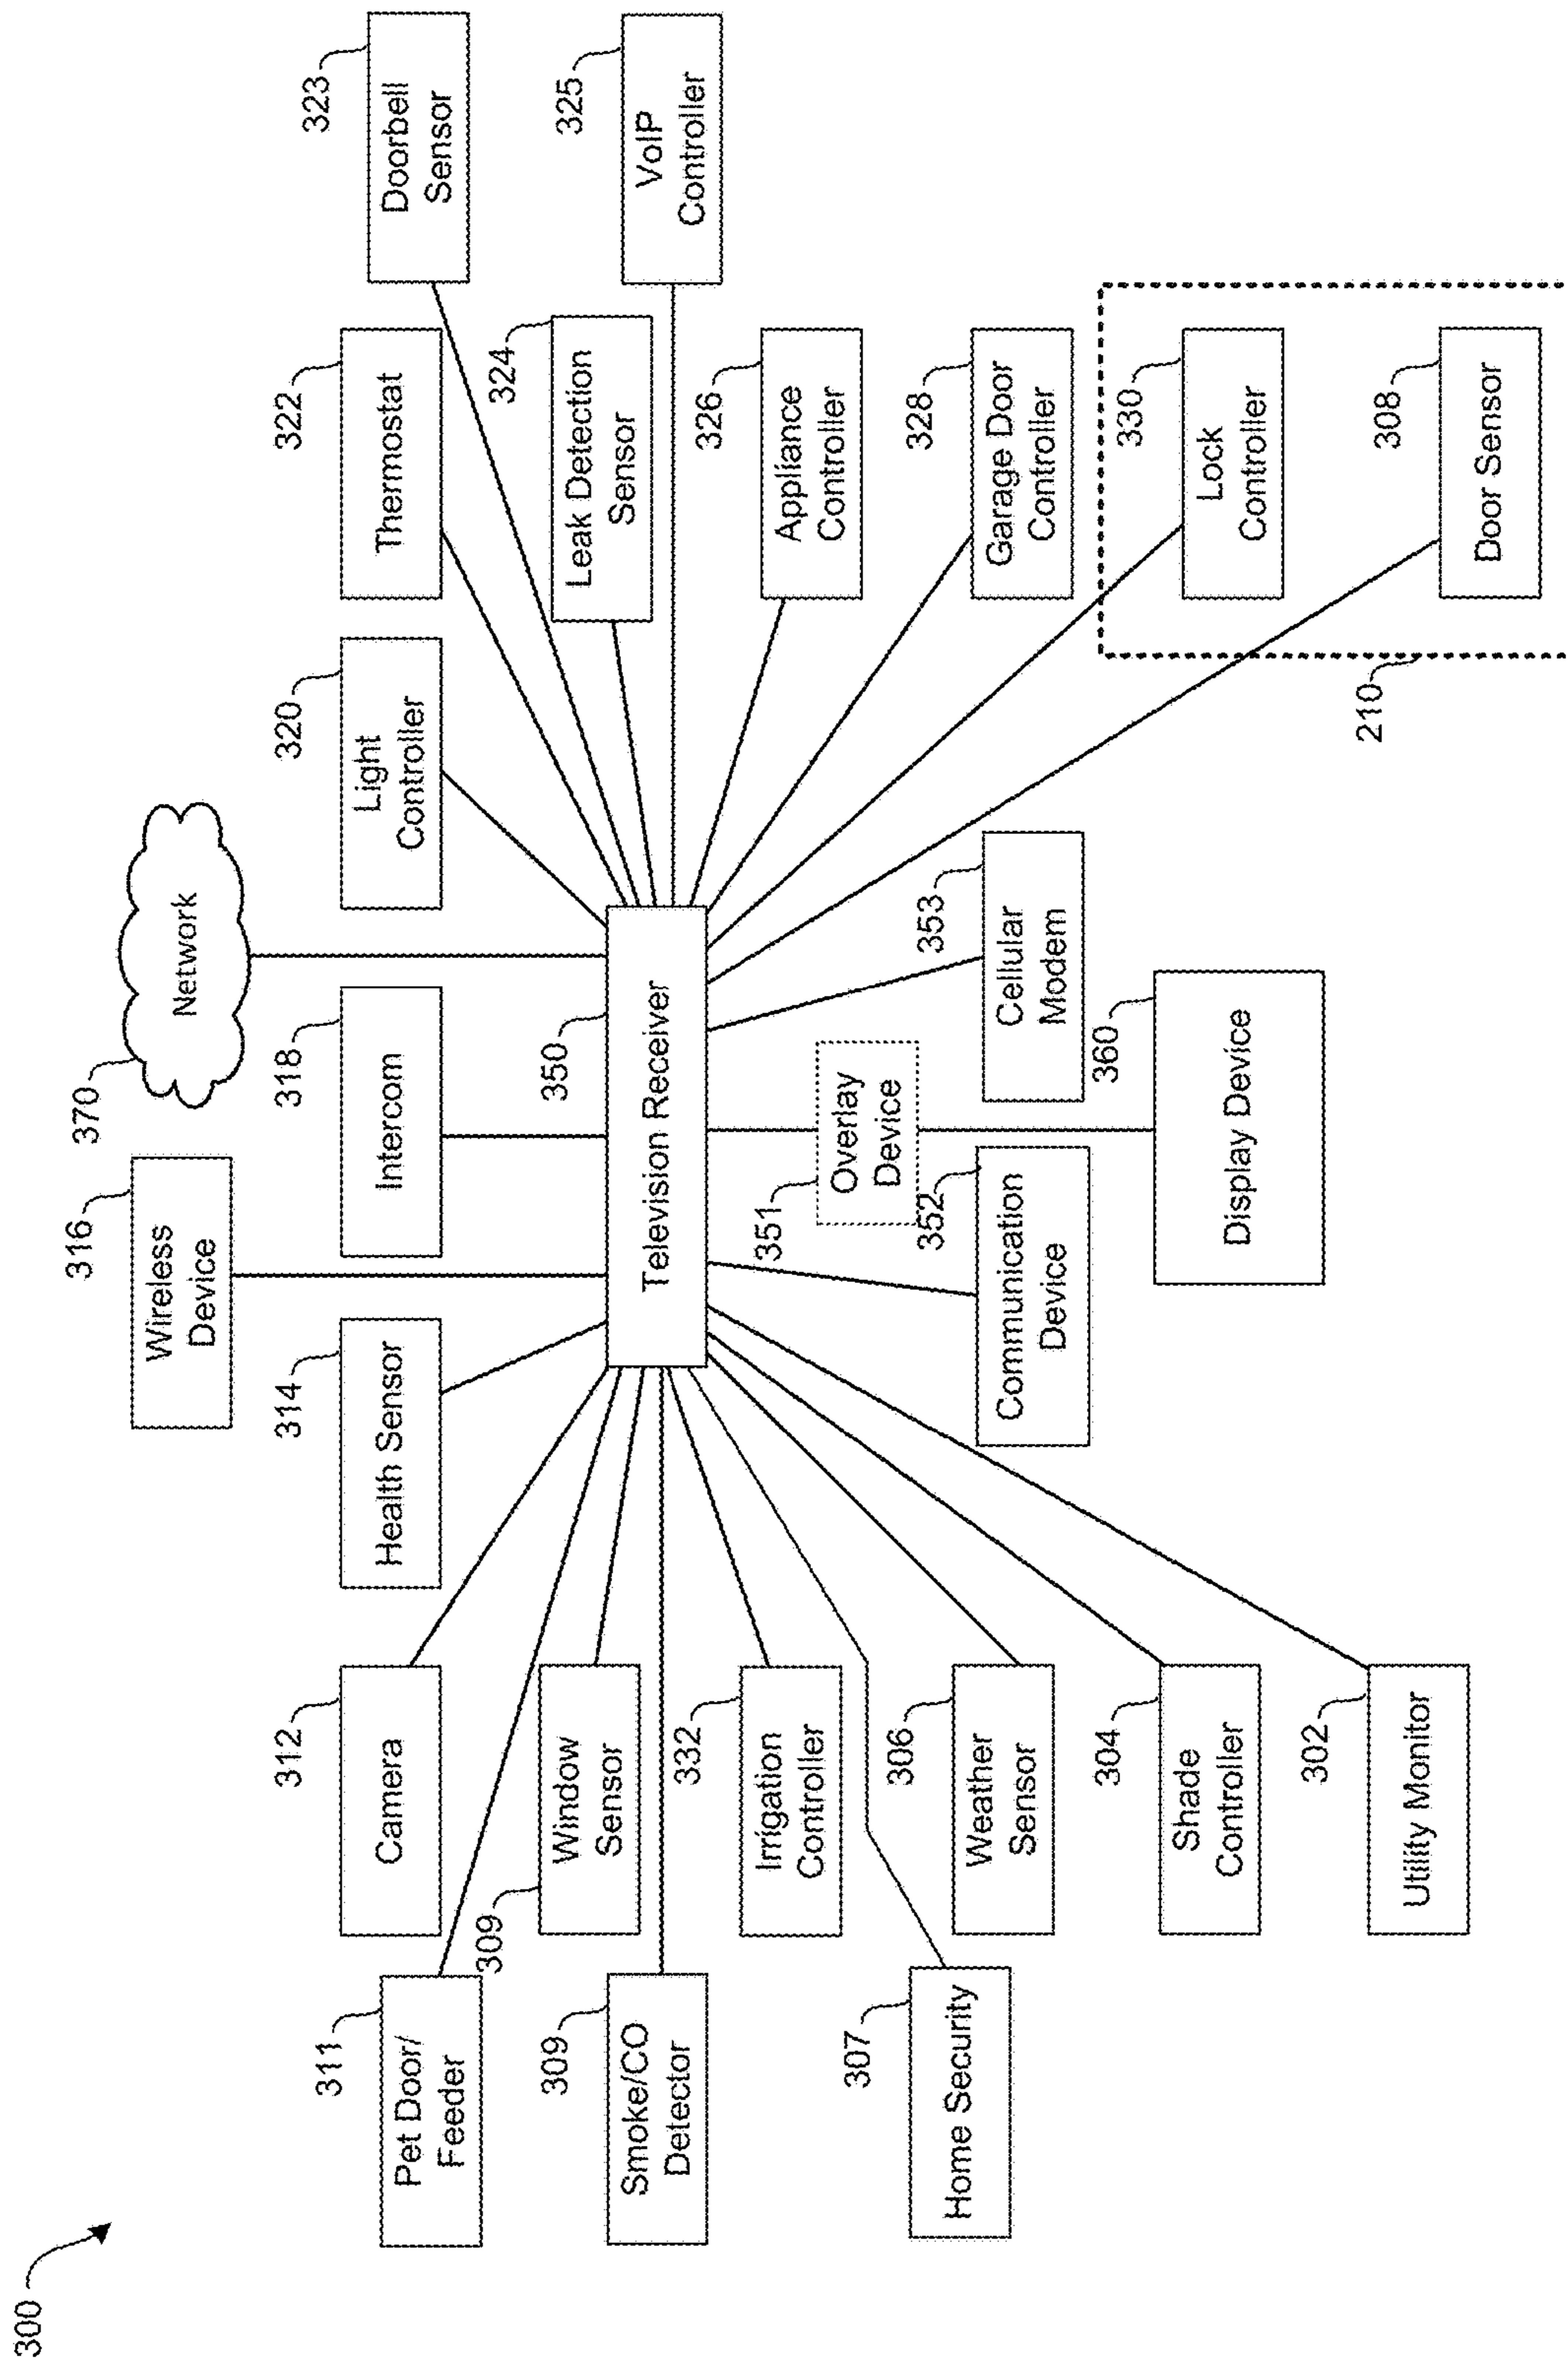 300
370
Network
316
Wireless
Device
312
Camera
314
Health Sensor
318
Intercom
320
Light
Controller
322
Thermostat
323
Doorbell
Sensor
311
Pet Door/
Feeder
309
Window
Sensor
324
Leak Detection
Sensor
309
Smoke/CO
Detector
350
Television Receiver
325
VoIP
Controller
332
Irrigation
Controller
351
Overlay
Device
326
Appliance
Controller
307
Home Security
306
Weather
Sensor
352
Communication
Device
353
Cellular
Modem
328
Garage Door
Controller
304
Shade
Controller
360
Display Device
330
Lock
Controller
302
Utility Monitor
210
308
Door Sensor